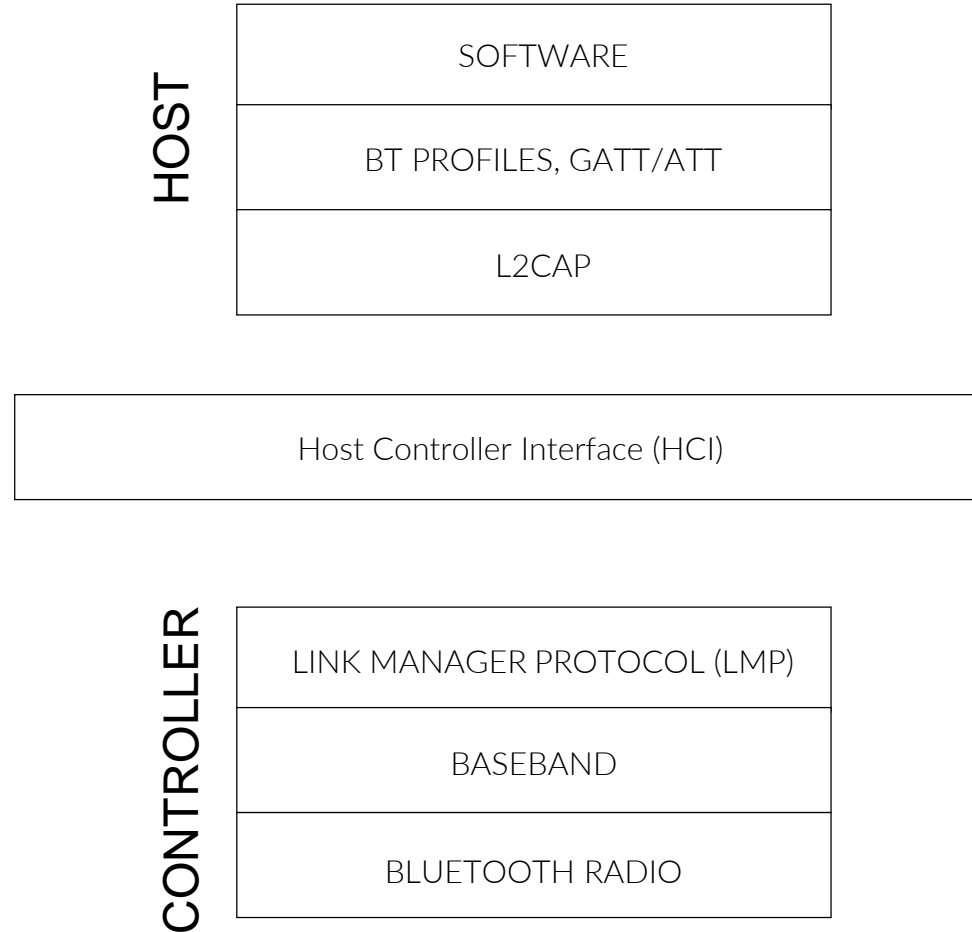 HOST
SOFTWARE
BT PROFILES, GATT/ATT
L2CAP
Host Controller Interface (HCI)
CONTROLLER
LINK MANAGER PROTOCOL (LMP)
BASEBAND
BLUETOOTH RADIO